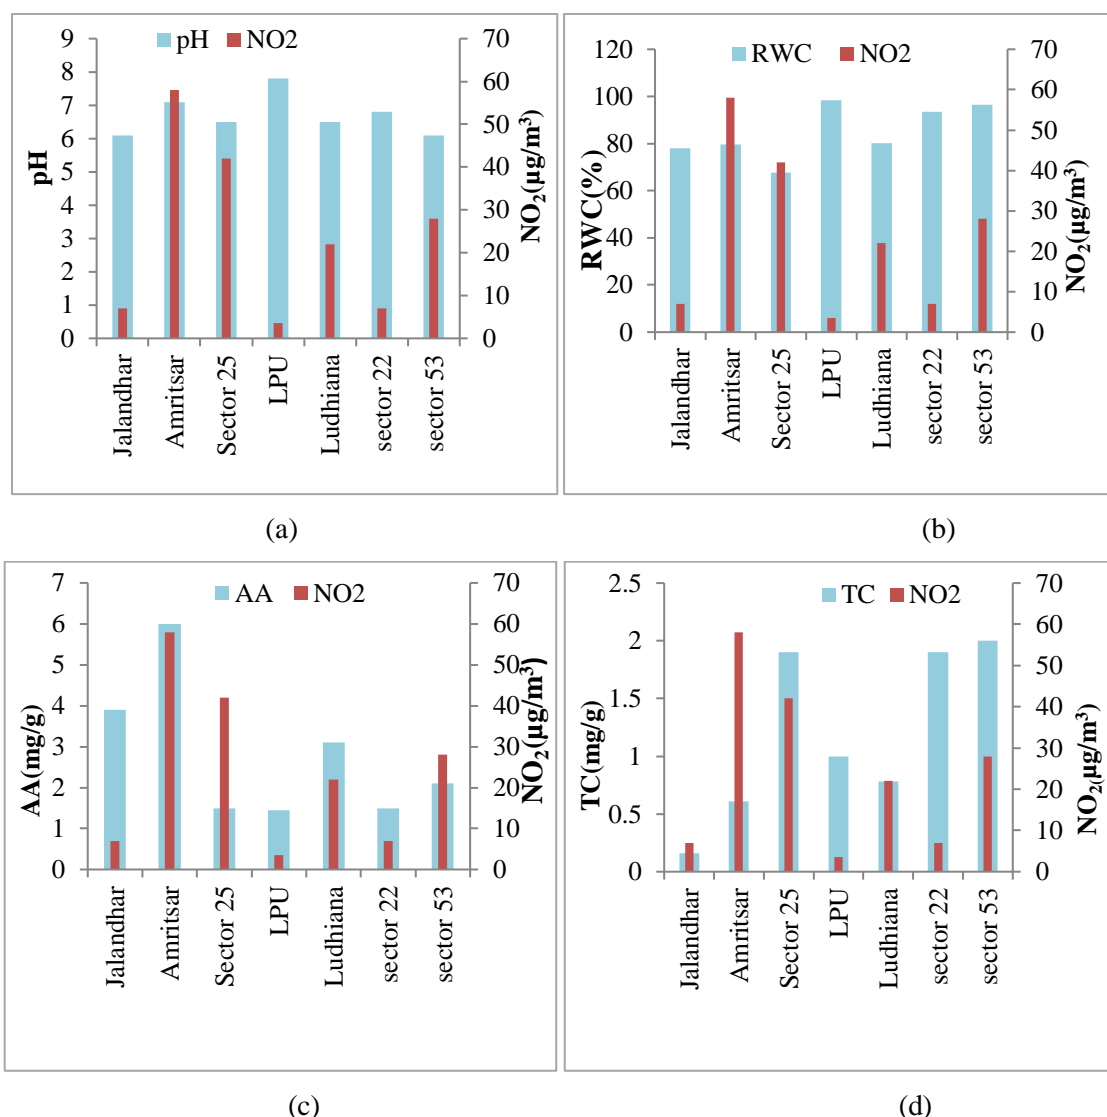 pH NO2
9
8
7
6
5
4
3
2
1
0
pH
70
60
50
40
30
20
10
0
NO2(µg/m³)
Jalandhar
Amritsar
Sector 25
LPU
Ludhiana
sector 22
sector 53
(a)
RWC NO2
120
100
80
60
40
20
0
RWC(%)
70
60
50
40
30
20
10
0
NO2(µg/m³)
Jalandhar
Amritsar
Sector 25
LPU
Ludhiana
sector 22
sector 53
(b)
AA NO2
7
6
5
4
3
2
1
0
AA(mg/g)
70
60
50
40
30
20
10
0
NO2(µg/m³)
Jalandhar
Amritsar
Sector 25
LPU
Ludhiana
sector 22
sector 53
(c)
TC NO2
2.5
2
1.5
1
0.5
0
TC(mg/g)
70
60
50
40
30
20
10
0
NO2(µg/m³)
Jalandhar
Amritsar
Sector 25
LPU
Ludhiana
sector 22
sector 53
(d)